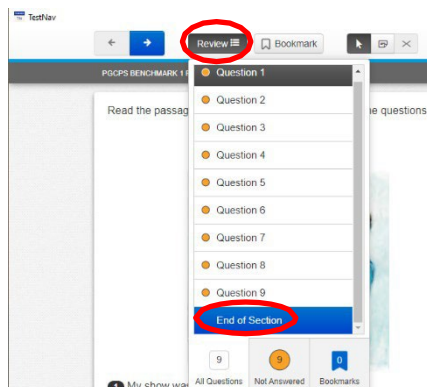 TestNav
Review
Bookmark
PGCPS BENCHMARK 1
Question 1
Read the passag
e questions
Question 2
Question 3
Question 4
Question 5
Question 6
Question 7
Question 8
Question 9
End of Section
9
9
0
All Questions
Not Answered
Bookmarks
1 My show wa